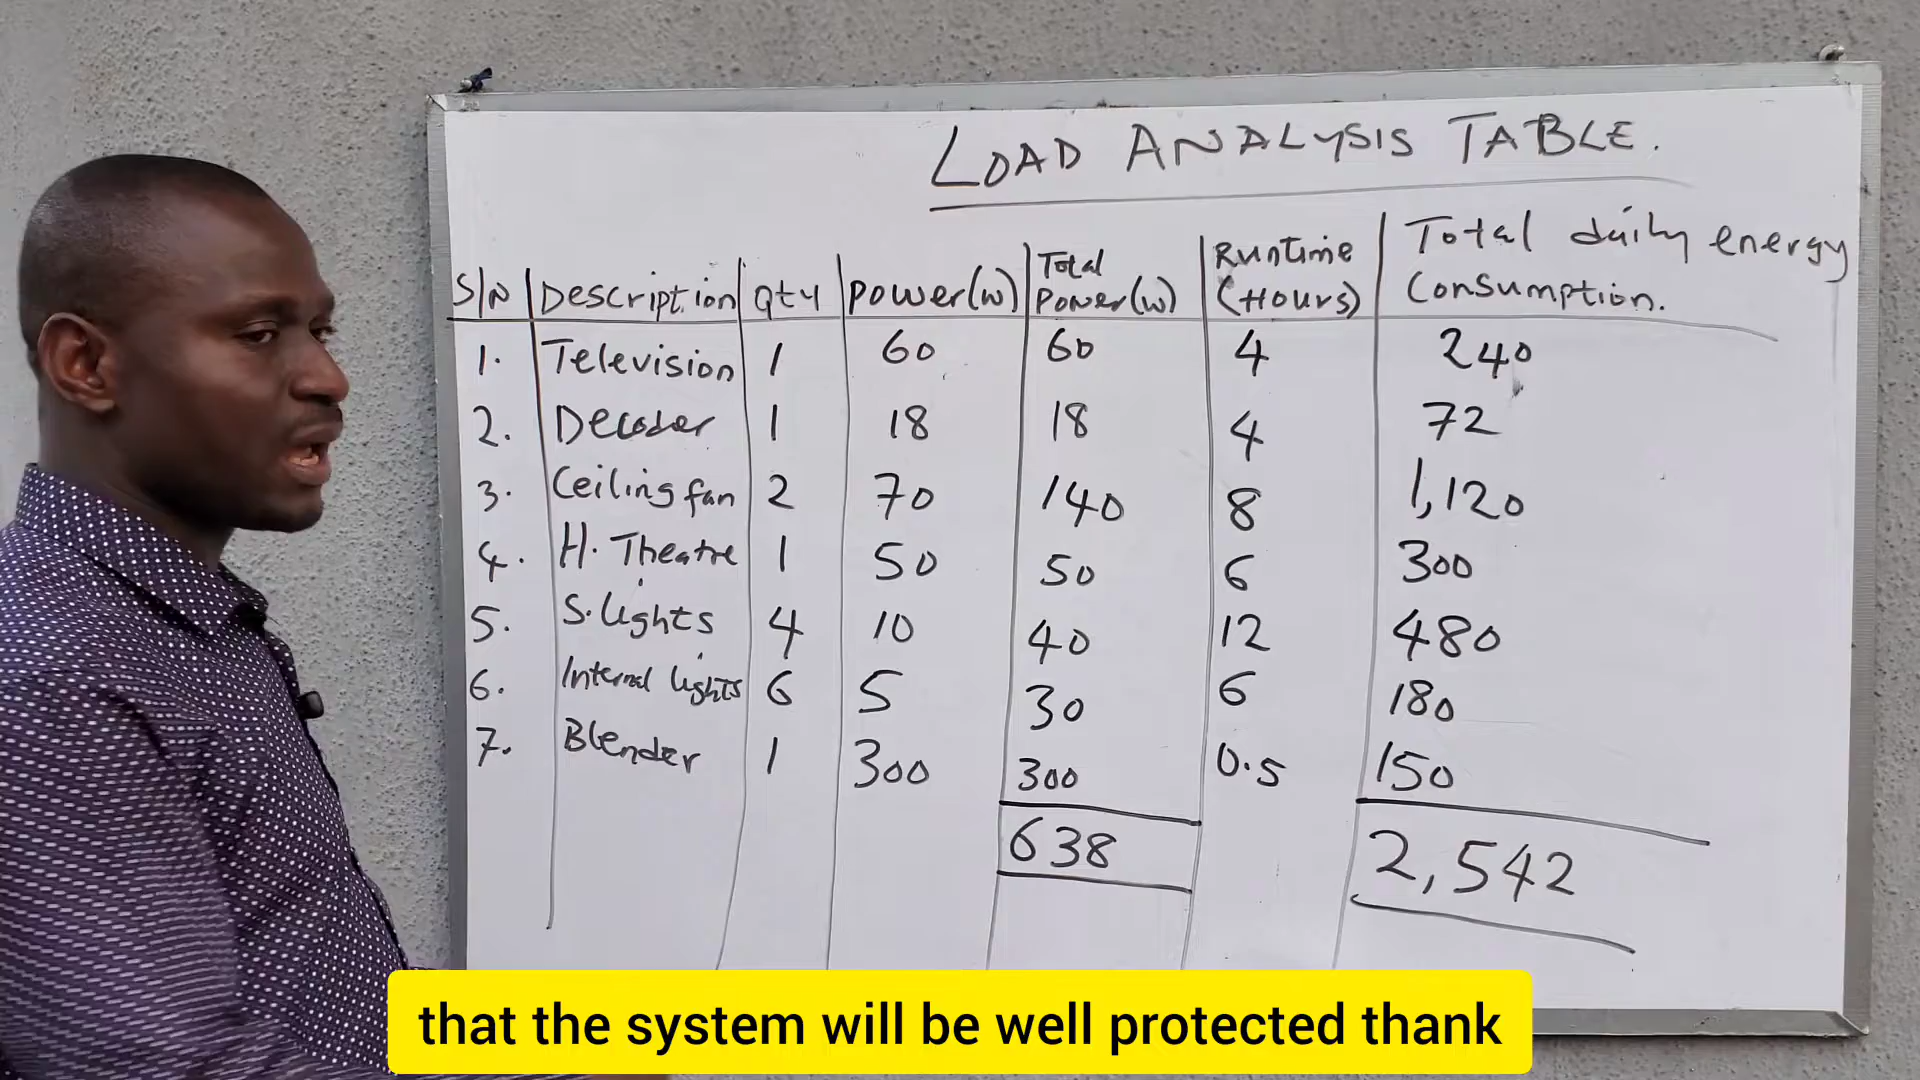 LOAD ANALYSIS TABLE.
S/N Description Qty Power(W) Total Power(W) Runtime (Hours) Total daily energy Consumption.
1. Television 1 60 60 4 240
2. Decoder 1 18 18 4 72
3. Ceiling fan 2 70 140 8 1,120
4. H. Theatre 1 50 50 6 300
5. S. lights 4 10 40 12 480
6. Internal lights 6 5 30 6 180
7. Blender 1 300 300 0.5 150
638 2,542
that the system will be well protected thank